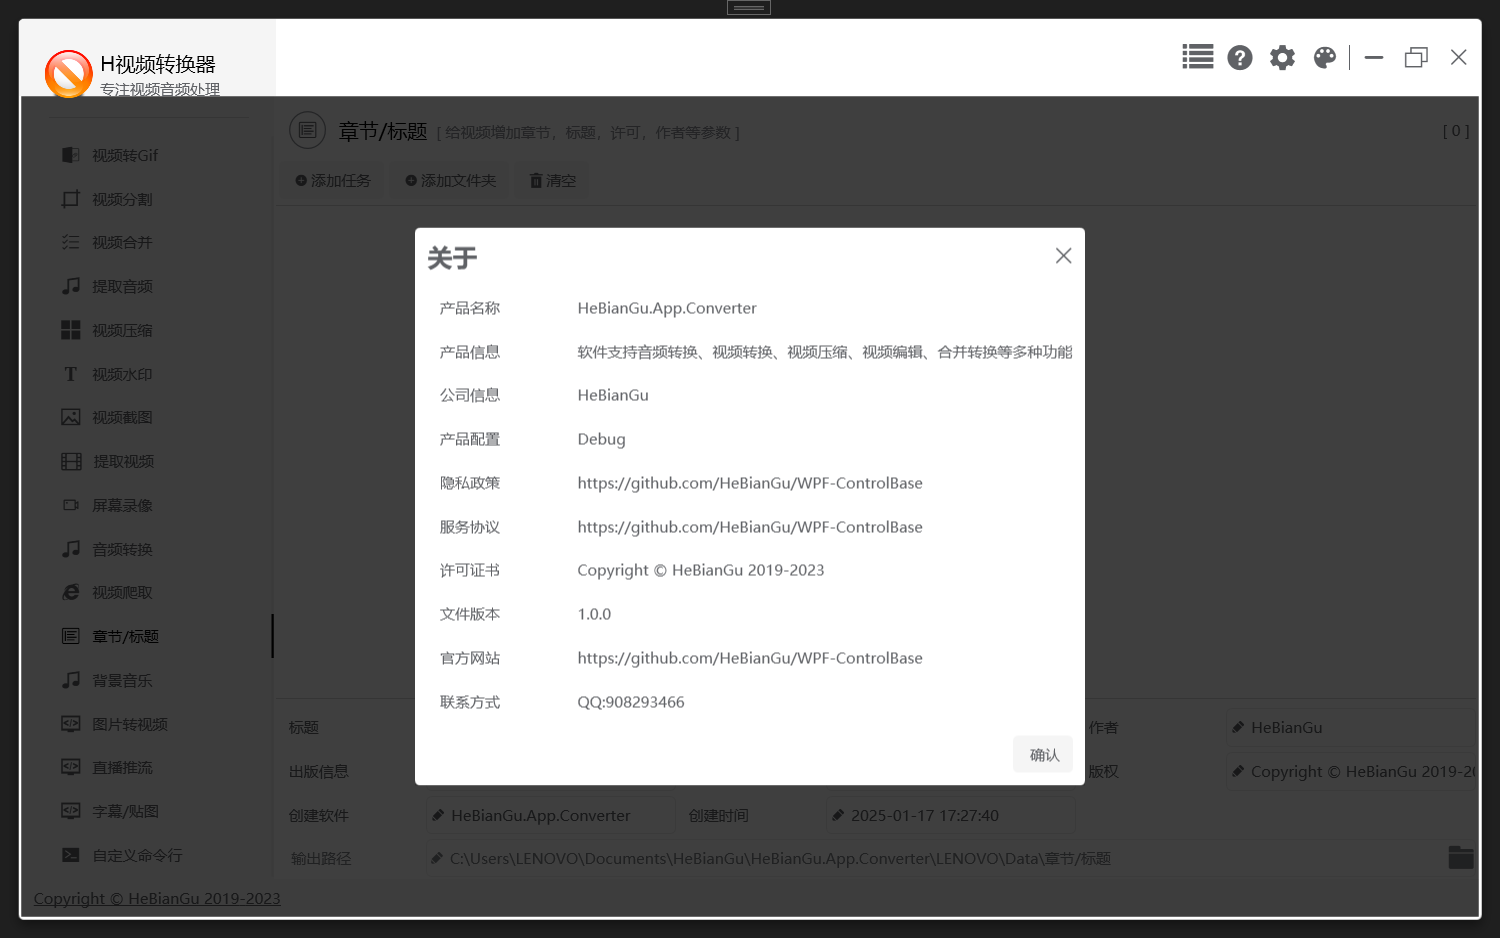 H视频转换器
专注视频音频处理
视频转Gif
视频分割
视频合并
提取音频
视频压缩
T 视频水印
视频截图
提取视频
屏幕录像
音频转换
视频爬取
章节/标题
背景音乐
图片转视频
直播推流
字幕/贴图
自定义命令行
章节/标题 [ 给视频增加章节，标题，许可，作者等参数 ] [ 0 ]
添加任务 添加文件夹 清空
关于
产品名称 HeBianGu.App.Converter
产品信息 软件支持音频转换、视频转换、视频压缩、视频编辑、合并转换等多种功能
公司信息 HeBianGu
产品配置 Debug
隐私政策 https://github.com/HeBianGu/WPF-ControlBase
服务协议 https://github.com/HeBianGu/WPF-ControlBase
许可证书 Copyright © HeBianGu 2019-2023
文件版本 1.0.0
官方网站 https://github.com/HeBianGu/WPF-ControlBase
联系方式 QQ:908293466
确认
标题 作者 HeBianGu
出版信息 版权 Copyright © HeBianGu 2019-20
创建软件 HeBianGu.App.Converter 创建时间 2025-01-17 17:27:40
输出路径 C:\Users\LENOVO\Documents\HeBianGu\HeBianGu.App.Converter\LENOVO\Data\章节/标题
Copyright © HeBianGu 2019-2023